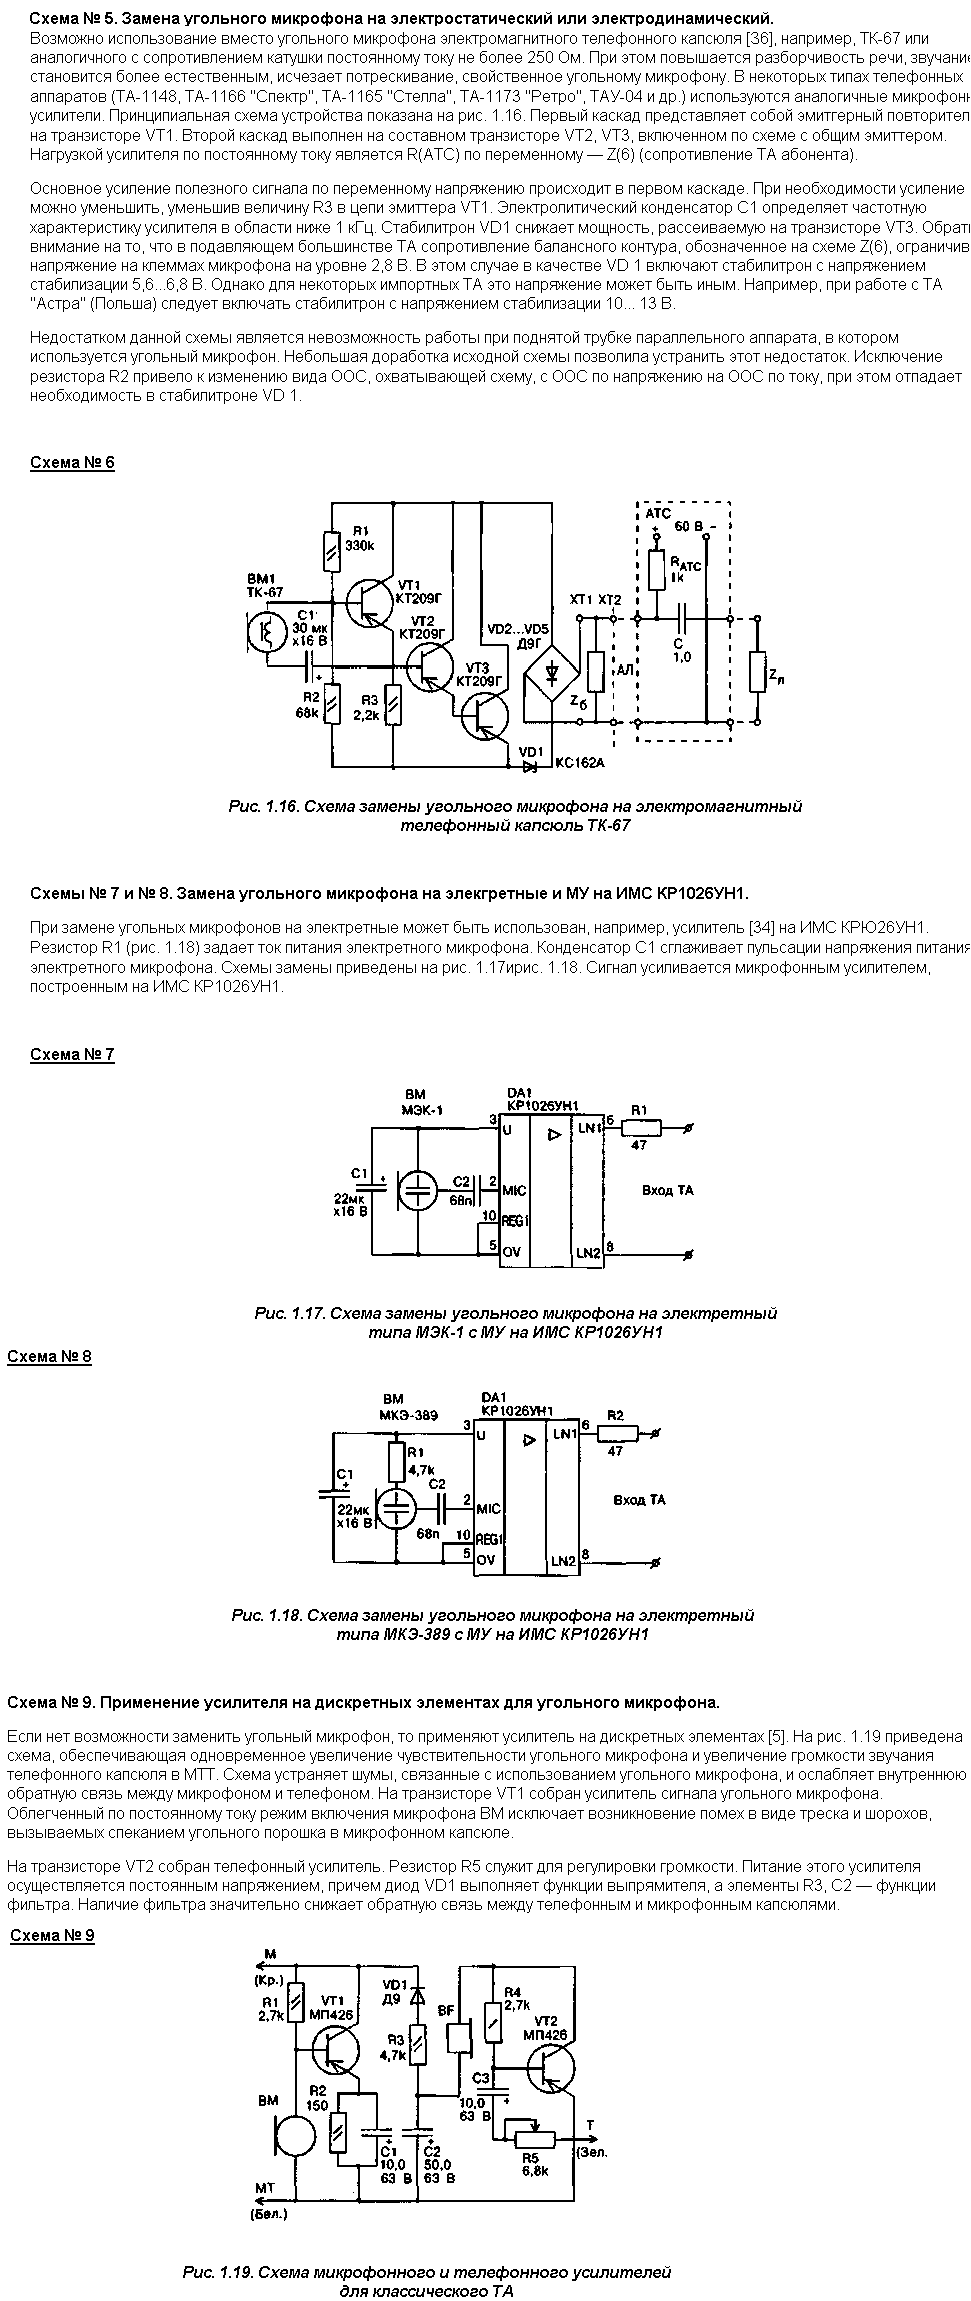 Схема № 5. Замена угольного микрофона на электростатический или электродинамический.
Возможно использование вместо угольного микрофона электромагнитного телефонного капсюля [36], например, ТК-67 или
аналогичного с сопротивлением катушки постоянному току не более 250 Ом. При этом повышается разборчивость речи, звучание
становится более естественным, исчезает потрескивание, свойственное угольному микрофону. В некоторых типах телефонных
аппаратов (ТА-1148, ТА-1166 "Спектр", ТА-1165 "Стелла", ТА-1173 "Ретро", ТАУ-04 и др.) используются аналогичные микрофонн
усилители. Принципиальная схема устройства показана на рис. 1.16. Первый каскад представляет собой эмиттгерный повторител
на транзисторе VT1. Второй каскад выполнен на составном транзисторе VT2, VT3, включенном по схеме с общим эмиттером.
Нагрузкой усилителя по постоянному току является R(АТС) по переменному — Z(6) (сопротивление ТА абонента).
Основное усиление полезного сигнала по переменному напряжению происходит в первом каскаде. При необходимости усиление
можно уменьшить, уменьшив величину R3 в цепи эмиттера VT1. Электролитический конденсатор С1 определяет частотную
характеристику усилителя в области ниже 1 кГц. Стабилитрон VD1 снижает мощность, рассеиваемую на транзисторе VT3. Обрати
внимание на то, что в подавляющем большинстве ТА сопротивление балансного контура, обозначенное на схеме Z(6), ограничив
напряжение на клеммах микрофона на уровне 2,8 В. В этом случае в качестве VD 1 включают стабилитрон с напряжением
стабилизации 5,6...6,8 В. Однако для некоторых импортных ТА это напряжение может быть иным. Например, при работе с ТА
"Астра" (Польша) следует включать стабилитрон с напряжением стабилизации 10... 13 В.
Недостатком данной схемы является невозможность работы при поднятой трубке параллельного аппарата, в котором
используется угольный микрофон. Небольшая доработка исходной схемы позволила устранить этот недостаток. Исключение
резистора R2 привело к изменению вида ООС, охватывающей схему, с ООС по напряжению на ООС по току, при этом отпадает
необходимость в стабилитроне VD 1.
Схема № 6
R1
330k
BM1
ТК-67
C1
30 мк
x16 В
R2
68k
R3
2,2k
VT1
КТ209Г
VT2
КТ209Г
VT3
КТ209Г
VD2...VD5
Д9Г
VD1
КС162А
XT1 XT2
Zб
АЛ
АТС
+ 60 В –
RАТС
1k
C
1,0
Zл
Рис. 1.16. Схема замены угольного микрофона на электромагнитный
телефонный капсюль ТК-67
Схемы № 7 и № 8. Замена угольного микрофона на элекгретные и МУ на ИМС КР1026УН1.
При замене угольных микрофонов на электретные может быть использован, например, усилитель [34] на ИМС КРЮ26УН1.
Резистор R1 (рис. 1.18) задает ток питания электретного микрофона. Конденсатор С1 сглаживает пульсации напряжения питания
электретного микрофона. Схемы замены приведены на рис. 1.17ирис. 1.18. Сигнал усиливается микрофонным усилителем,
построенным на ИМС КР1026УН1.
Схема № 7
BM
МЭК-1
DA1
КР1026УН1
C1
22мк
x16 В
C2
68n
3 U
2 MIC
10 REG1
5 OV
LN1 6
LN2 8
R1
47
Вход ТА
Рис. 1.17. Схема замены угольного микрофона на электретный
типа МЭК-1 с МУ на ИМС КР1026УН1
Схема № 8
BM
МКЭ-389
DA1
КР1026УН1
R1
4,7k
C1
22мк
x16 В
C2
68n
3 U
2 MIC
10 REG1
5 OV
LN1 6
LN2 8
R2
47
Вход ТА
Рис. 1.18. Схема замены угольного микрофона на электретный
типа МКЭ-389 с МУ на ИМС КР1026УН1
Схема № 9. Применение усилителя на дискретных элементах для угольного микрофона.
Если нет возможности заменить угольный микрофон, то применяют усилитель на дискретных элементах [5]. На рис. 1.19 приведена
схема, обеспечивающая одновременное увеличение чувствительности угольного микрофона и увеличение громкости звучания
телефонного капсюля в МТТ. Схема устраняет шумы, связанные с использованием угольного микрофона, и ослабляет внутреннюю
обратную связь между микрофоном и телефоном. На транзисторе VT1 собран усилитель сигнала угольного микрофона.
Облегченный по постоянному току режим включения микрофона ВМ исключает возникновение помех в виде треска и шорохов,
вызываемых спеканием угольного порошка в микрофонном капсюле.
На транзисторе VT2 собран телефонный усилитель. Резистор R5 служит для регулировки громкости. Питание этого усилителя
осуществляется постоянным напряжением, причем диод VD1 выполняет функции выпрямителя, а элементы R3, С2 — функции
фильтра. Наличие фильтра значительно снижает обратную связь между телефонным и микрофонным капсюлями.
Схема № 9
М
(Кр.)
R1
2,7k
VT1
МП426
BM
R2
150
C1
10,0
63 В
VD1
Д9
R3
4,7k
C2
50,0
63 В
BF
R4
2,7k
VT2
МП426
C3
10,0
63 В
R5
6,8k
Т
(Зел.
МТ
(Бел.)
Рис. 1.19. Схема микрофонного и телефонного усилителей
для классического ТА